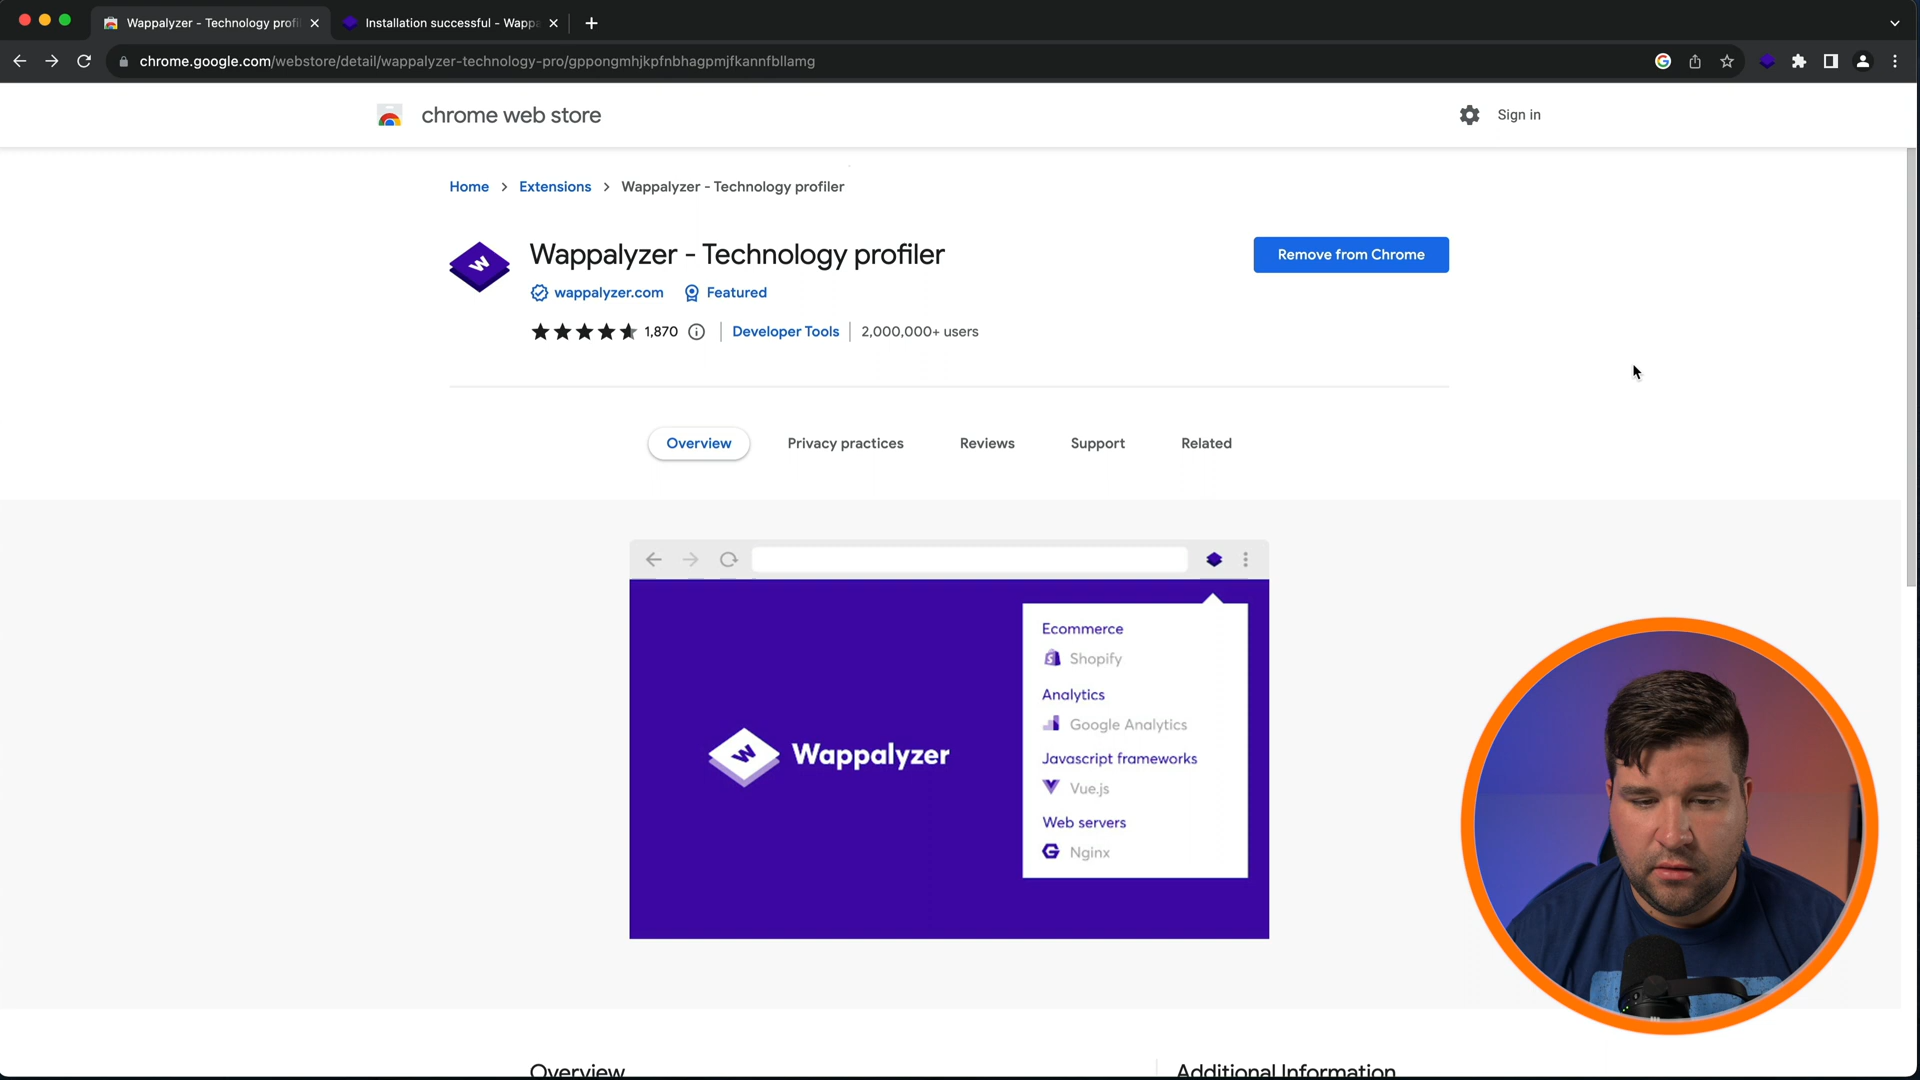 Wappalyzer - Technology profil
Installation successful - Wappa
chrome.google.com/webstore/detail/wappalyzer-technology-pro/gppongmhjkpfnbhagpmjfkannfbllamg
chrome web store
Sign in
Home > Extensions > Wappalyzer - Technology profiler
Wappalyzer - Technology profiler
Remove from Chrome
wappalyzer.com
Featured
1,870
Developer Tools
2,000,000+ users
Overview
Privacy practices
Reviews
Support
Related
Ecommerce
Shopify
Analytics
Google Analytics
Javascript frameworks
Vue.js
Web servers
Nginx
W Wappalyzer
Overview
Additional Information